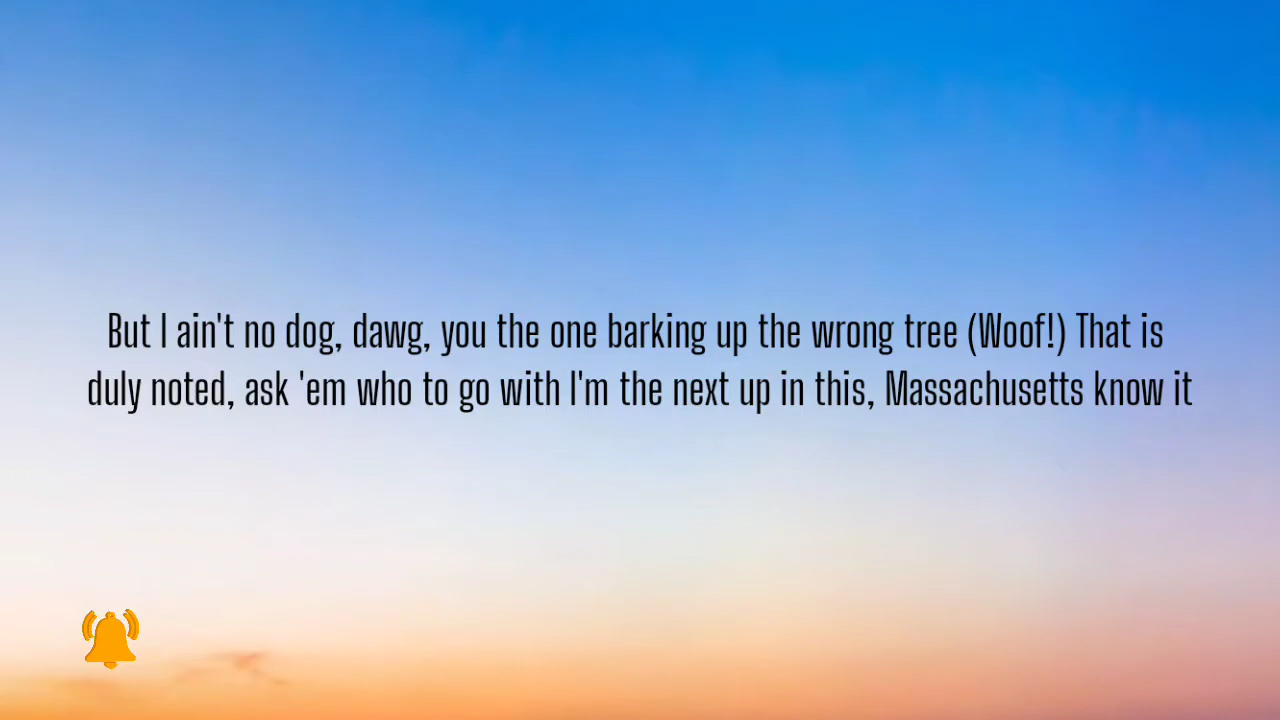 But I ain't no dog, dawg, you the one barking up the wrong tree (Woof!) That is
duly noted, ask 'em who to go with I'm the next up in this, Massachusetts know it